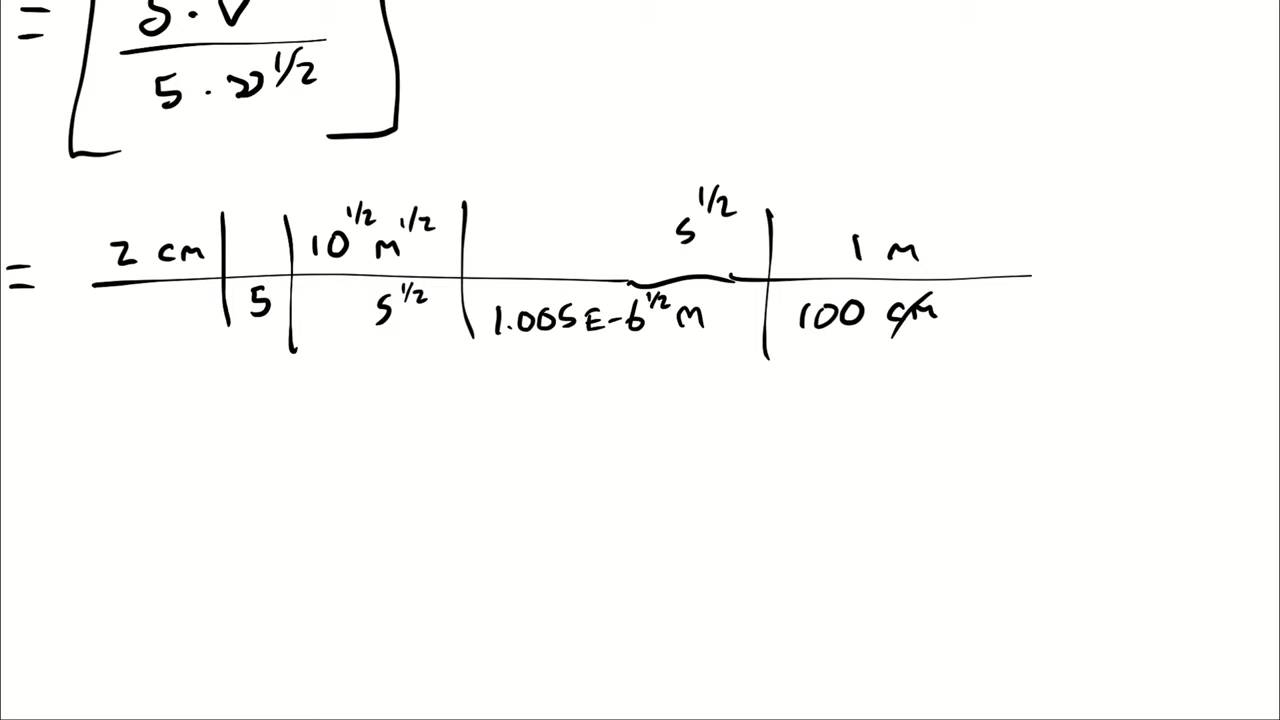 = [ δ · V
5 · ν^1/2 ]
= 2 cm | | 10^1/2 m^1/2 | s^1/2 | 1 m
| 5 | s^1/2 | 1.005E-6^1/2 m | 100 cm